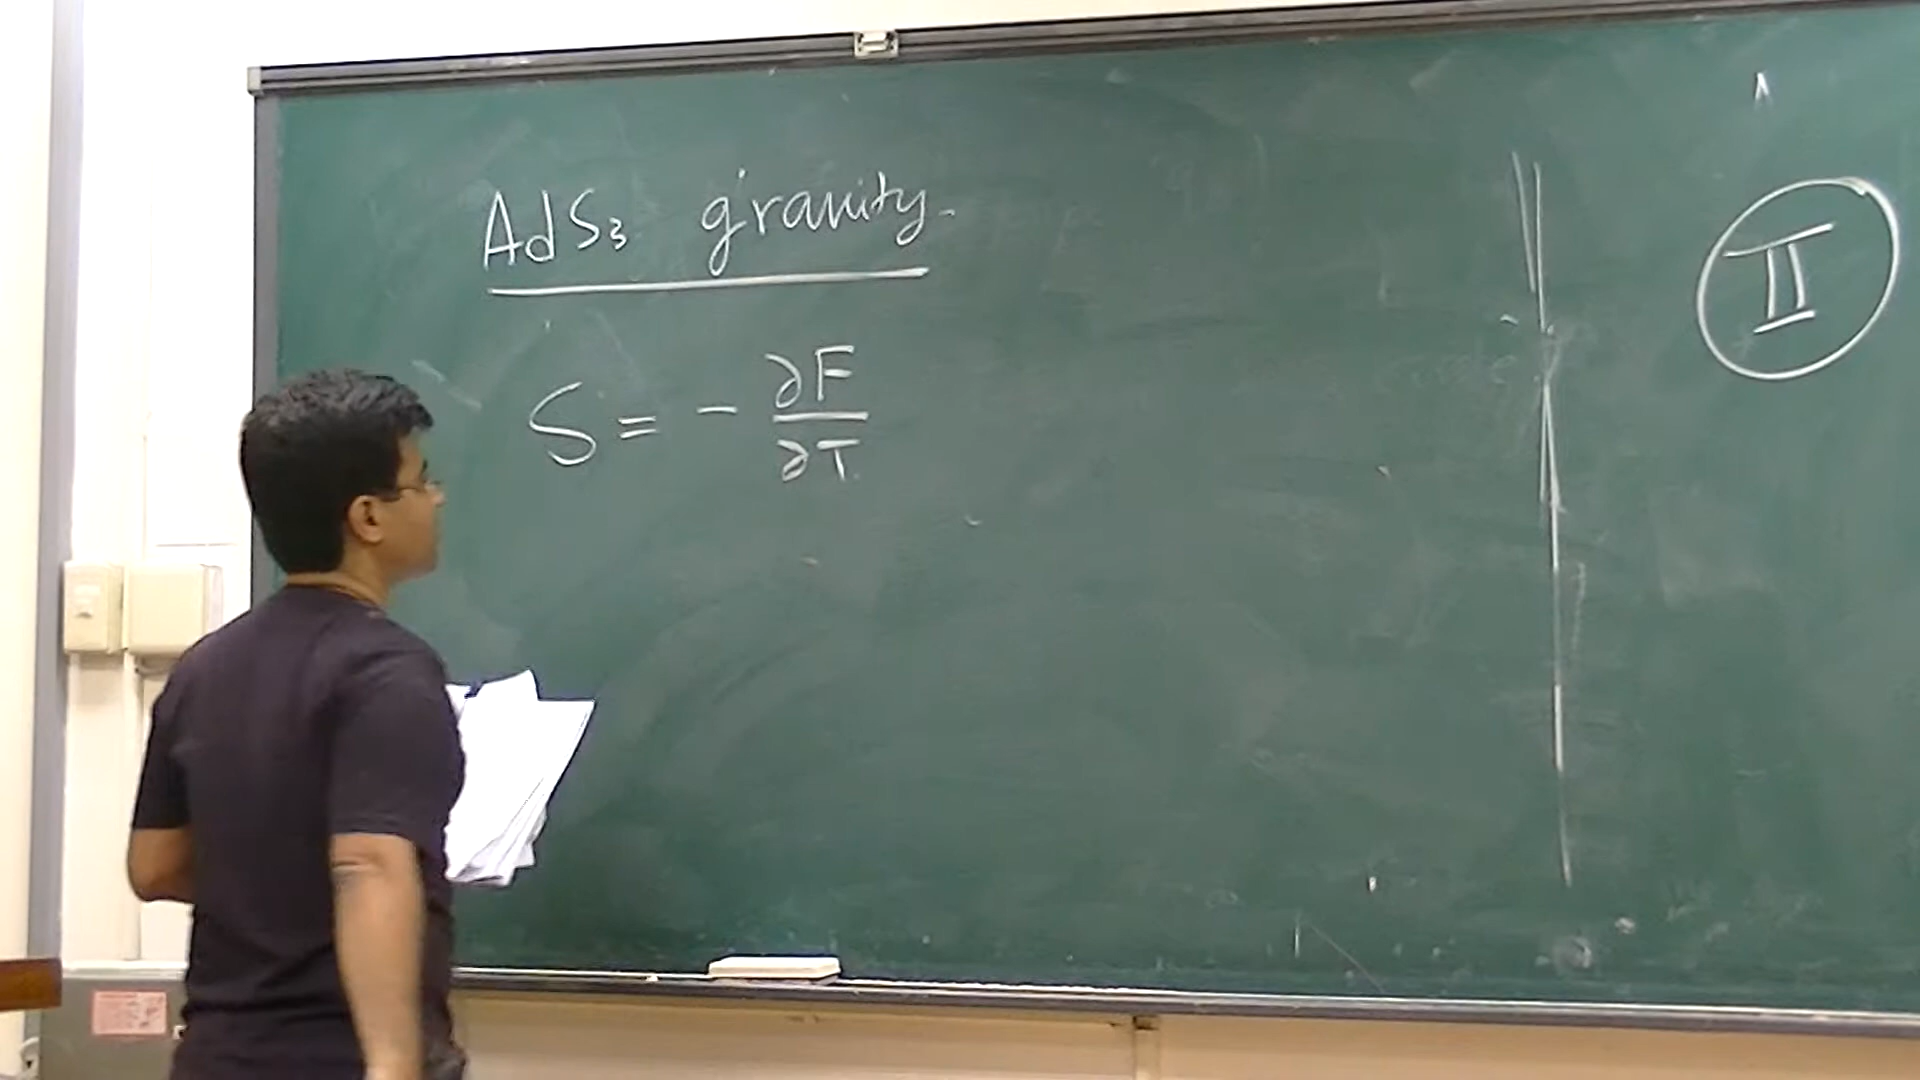 AdS₃ gravity.
S = - ∂F/∂T
II